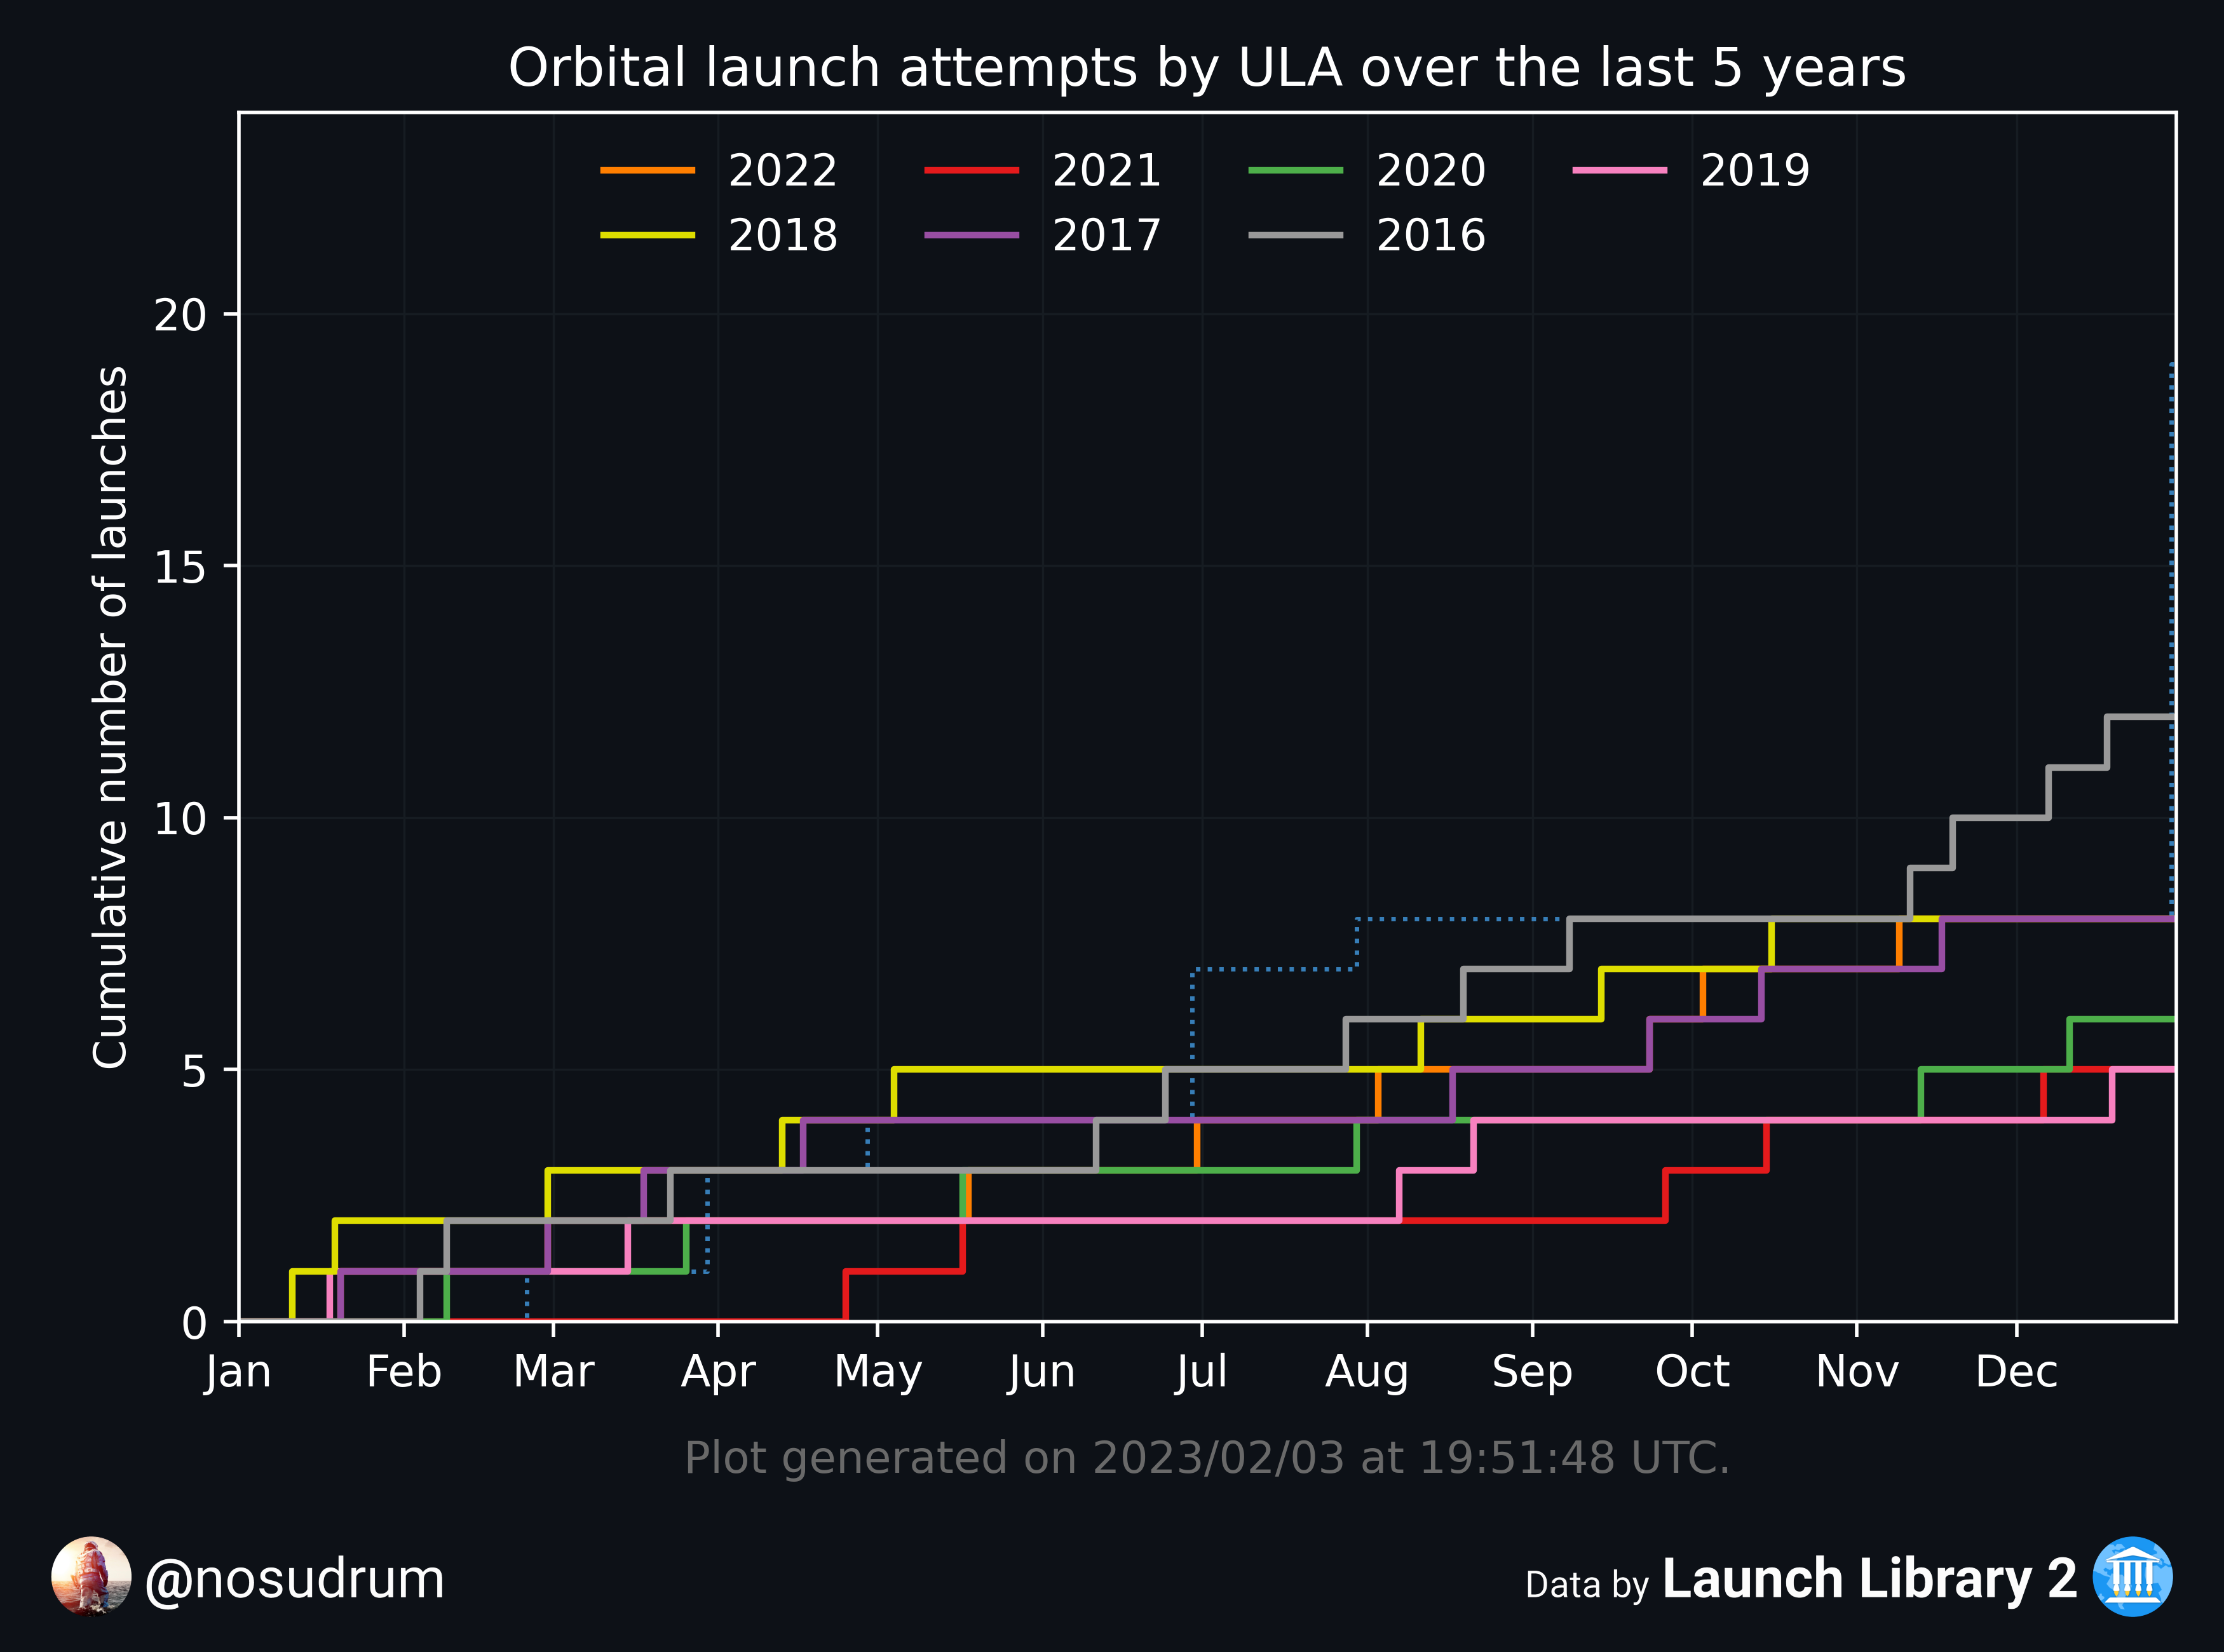 Orbital launch attempts by ULA over the last 5 years
2022 2021 2020 2019
2018 2017 2016
Cumulative number of launches
20
15
10
5
0
Jan Feb Mar Apr May Jun Jul Aug Sep Oct Nov Dec
Plot generated on 2023/02/03 at 19:51:48 UTC.
@nosudrum
Data by Launch Library 2